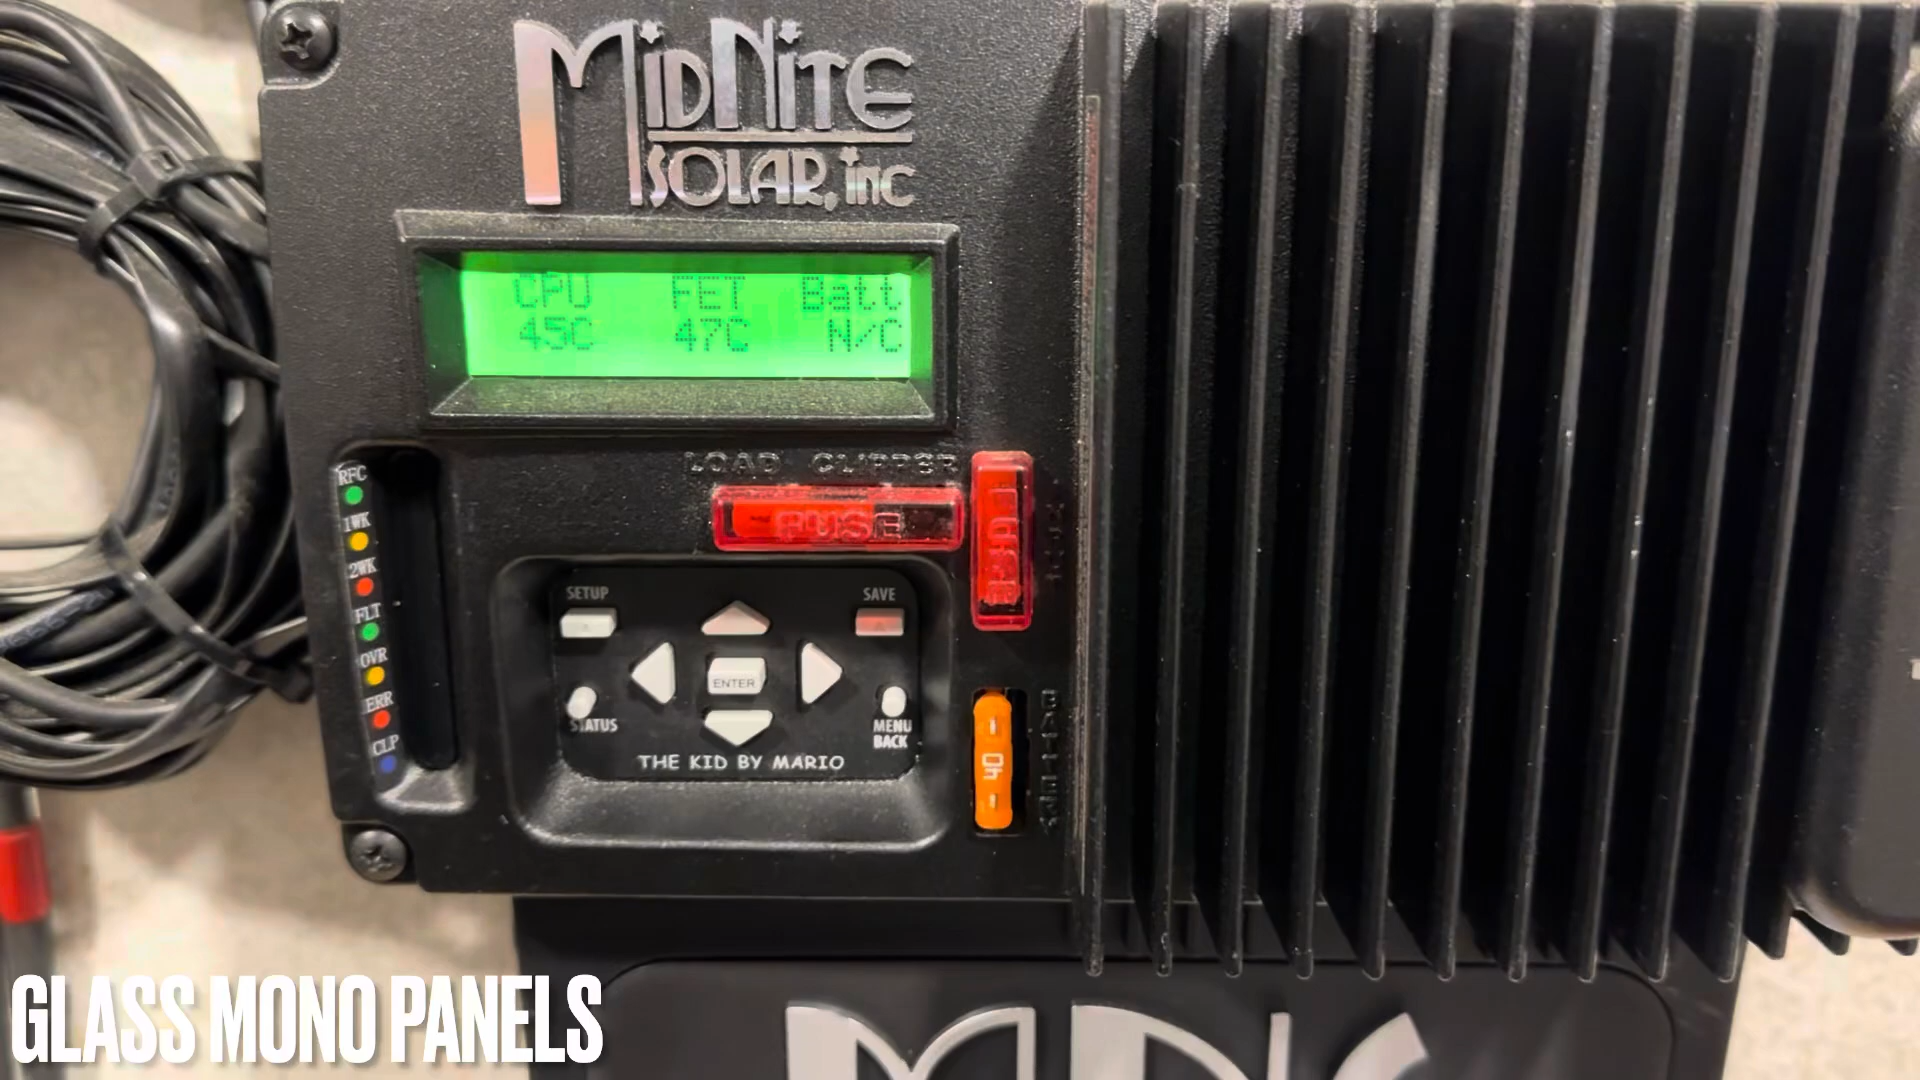 MIDNITE
SOLAR, inc
CPU FET Batt
45C 47C N/C
LOAD CLIPPER
FUSE
LOAD
RFC
1WK
2WK
FLT
OVR
ERR
CLP
SETUP
SAVE
ENTER
STATUS
MENU
BACK
THE KID BY MARIO
40
BATTERY
GLASS MONO PANELS